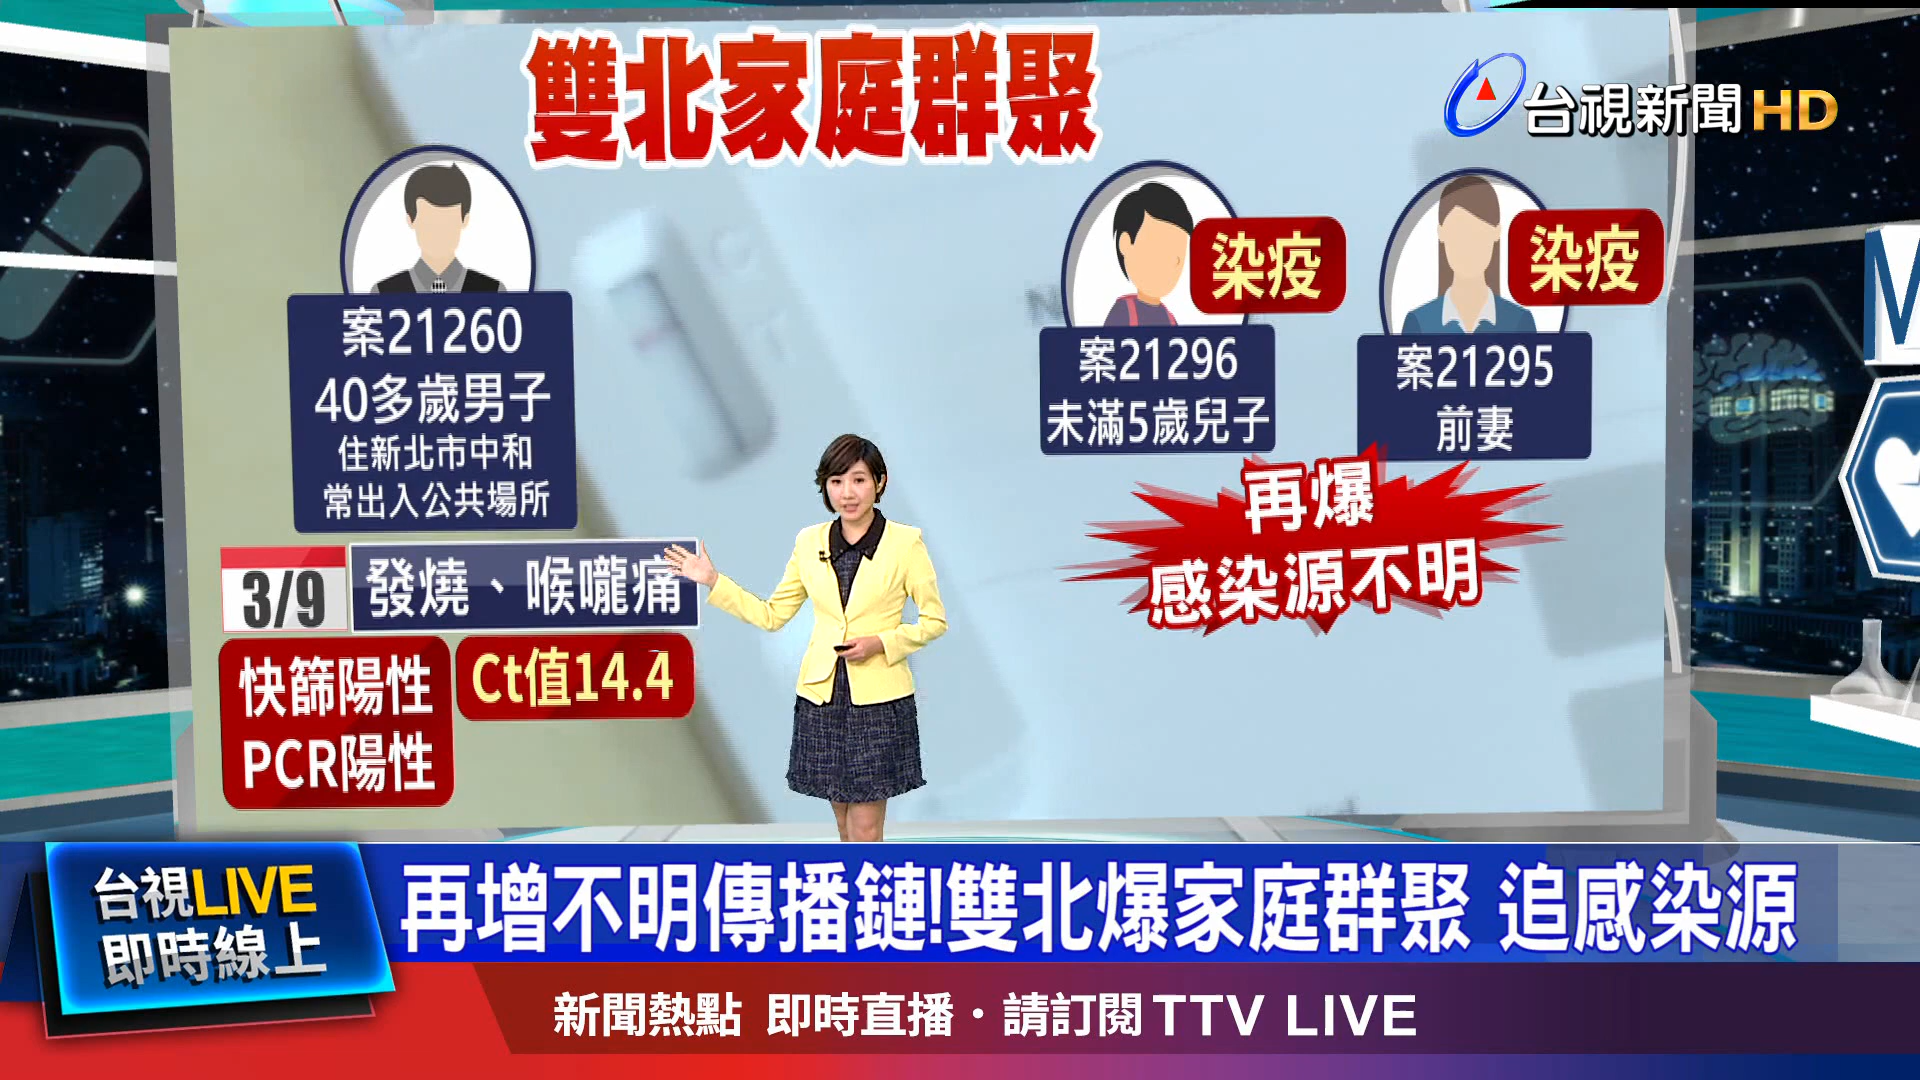 雙北家庭群聚
台視新聞HD
案21260
40多歲男子
住新北市中和
常出入公共場所
3/9
發燒、喉嚨痛
快篩陽性
PCR陽性
Ct值14.4
染疫
案21296
未滿5歲兒子
染疫
案21295
前妻
再爆
感染源不明
台視LIVE
即時線上
再增不明傳播鏈!雙北爆家庭群聚 追感染源
新聞熱點 即時直播·請訂閱TTV LIVE